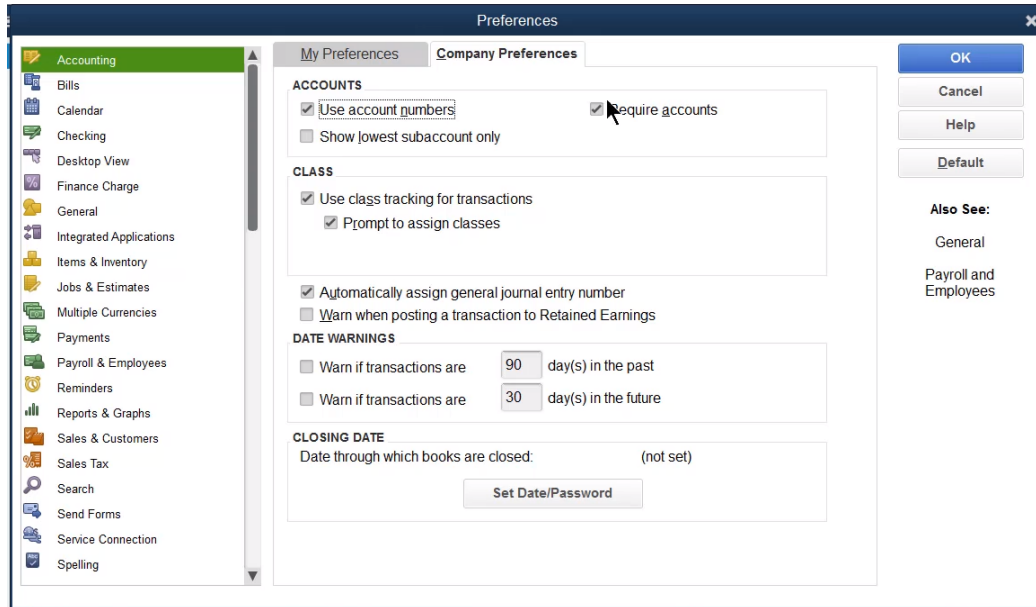 Preferences
Accounting
Bills
Calendar
Checking
Desktop View
Finance Charge
General
Integrated Applications
Items & Inventory
Jobs & Estimates
Multiple Currencies
Payments
Payroll & Employees
Reminders
Reports & Graphs
Sales & Customers
Sales Tax
Search
Send Forms
Service Connection
Spelling
My Preferences
Company Preferences
ACCOUNTS
Use account numbers
Require accounts
Show lowest subaccount only
CLASS
Use class tracking for transactions
Prompt to assign classes
Automatically assign general journal entry number
Warn when posting a transaction to Retained Earnings
DATE WARNINGS
Warn if transactions are 90 day(s) in the past
Warn if transactions are 30 day(s) in the future
CLOSING DATE
Date through which books are closed: (not set)
Set Date/Password
OK
Cancel
Help
Default
Also See:
General
Payroll and
Employees